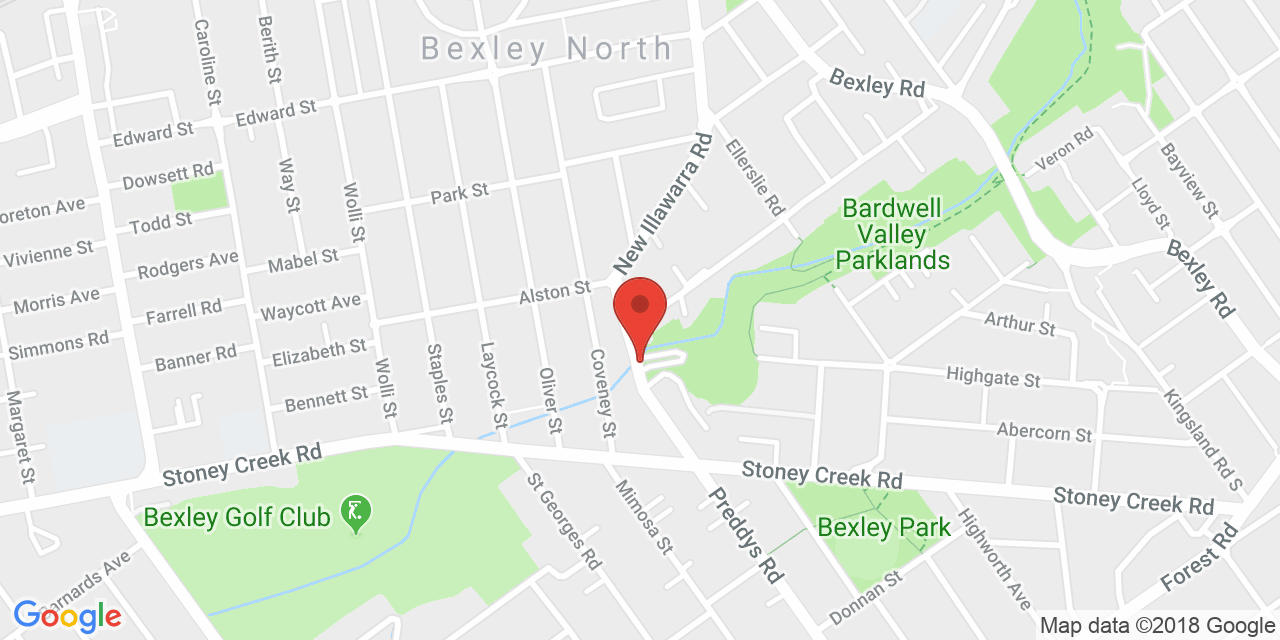 Bexley North
Caroline St
Berith St
Bexley Rd
Edward St
Edward St
Ellerslie Rd
Veron Rd
Bayview St
Dowsett Rd
Way St
Wolli St
Park St
New Illawarra Rd
Lloyd St
oreton Ave
Todd St
Bardwell
Valley
Parklands
Vivienne St
Rodgers Ave
Mabel St
Bexley Rd
Morris Ave
Farrell Rd
Waycott Ave
Alston St
Arthur St
Simmons Rd
Banner Rd
Elizabeth St
Wolli St
Staples St
Laycock St
Oliver St
Coveney St
Highgate St
Margaret St
Bennett St
Abercorn St
Kingsland Rd S
Stoney Creek Rd
Stoney Creek Rd
Stoney Creek Rd
Bexley Golf Club
St Georges Rd
Mimosa St
Preddys Rd
Bexley Park
Highworth Ave
Forest Rd
Barnards Ave
Donnan St
Google
Map data ©2018 Google